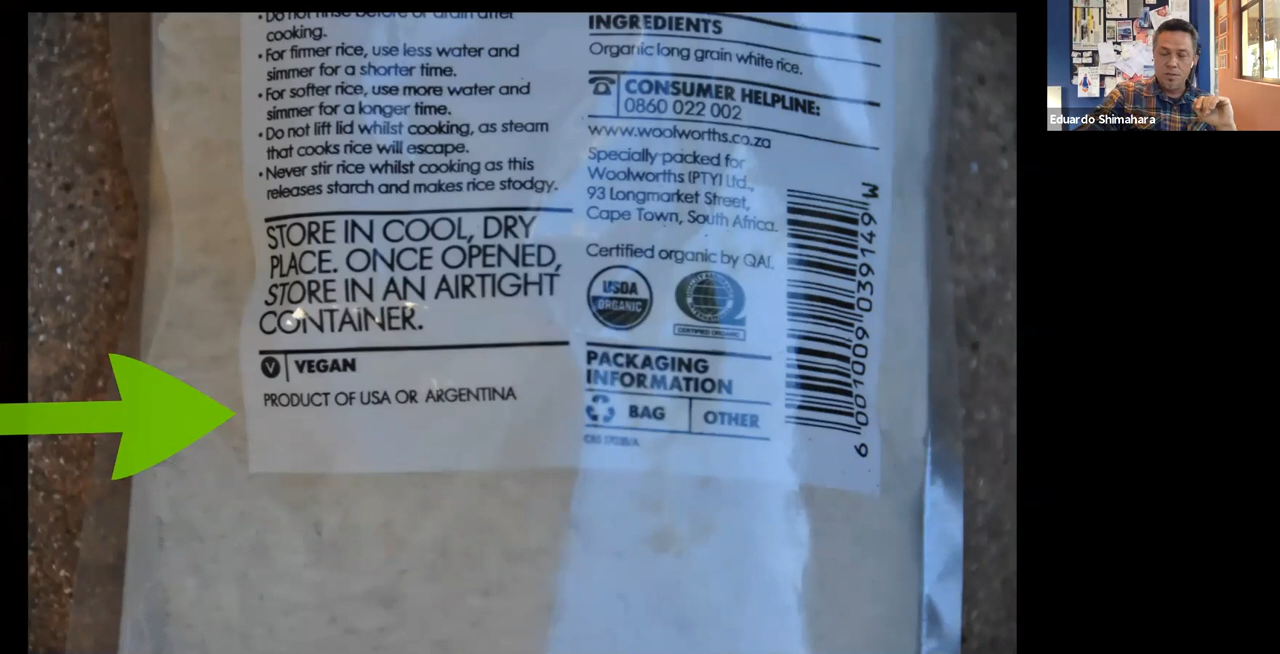 • Do not rinse before or drain after
cooking.
• For firmer rice, use less water and
simmer for a shorter time.
• For softer rice, use more water and
simmer for a longer time.
• Do not lift lid whilst cooking, as steam
that cooks rice will escape.
• Never stir rice whilst cooking as this
releases starch and makes rice stodgy.
STORE IN COOL, DRY
PLACE. ONCE OPENED,
STORE IN AN AIRTIGHT
CONTAINER.
V VEGAN
PRODUCT OF USA OR ARGENTINA
INGREDIENTS
Organic long grain white rice.
CONSUMER HELPLINE:
0860 022 002
www.woolworths.co.za
Specially packed for
Woolworths (PTY) Ltd.,
93 Longmarket Street,
Cape Town, South Africa.
Certified organic by QAI.
USDA
ORGANIC
CERTIFIED ORGANIC
PACKAGING
INFORMATION
BAG OTHER
6 001009 039149 W
Eduardo Shimahara